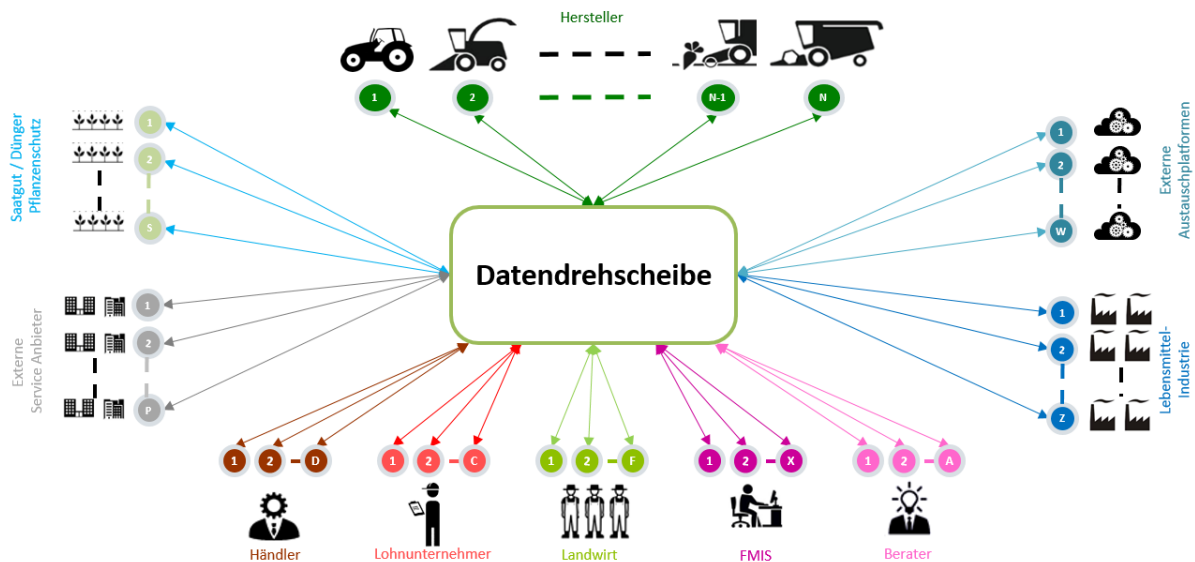 Hersteller
1
2
N-1
N
Saatgut / Dünger
Pflanzenschutz
1
2
S
Externe
Austauschplatformen
1
2
W
Datendrehscheibe
Externe
Service Anbieter
1
2
P
Lebensmittel-
Industrie
1
2
Z
1 2 D
1 2 C
1 2 F
1 2 X
1 2 A
Händler
Lohnunternehmer
Landwirt
FMIS
Berater